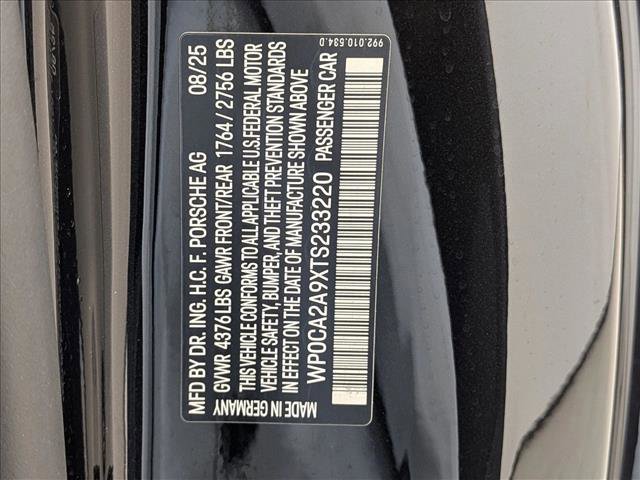 992.010.534.D
MFD BY DR. ING. H.C. F. PORSCHE AG 08/25
GVWR 4376 LBS GAWR FRONT/REAR 1764/2756 LBS
THIS VEHICLE CONFORMS TO ALL APPLICABLE U.S.FEDERAL MOTOR
VEHICLE SAFETY, BUMPER, AND THEFT PREVENTION STANDARDS
IN EFFECT ON THE DATE OF MANUFACTURE SHOWN ABOVE
WP0CA2A9XTS233220 PASSENGER CAR
MADE IN GERMANY